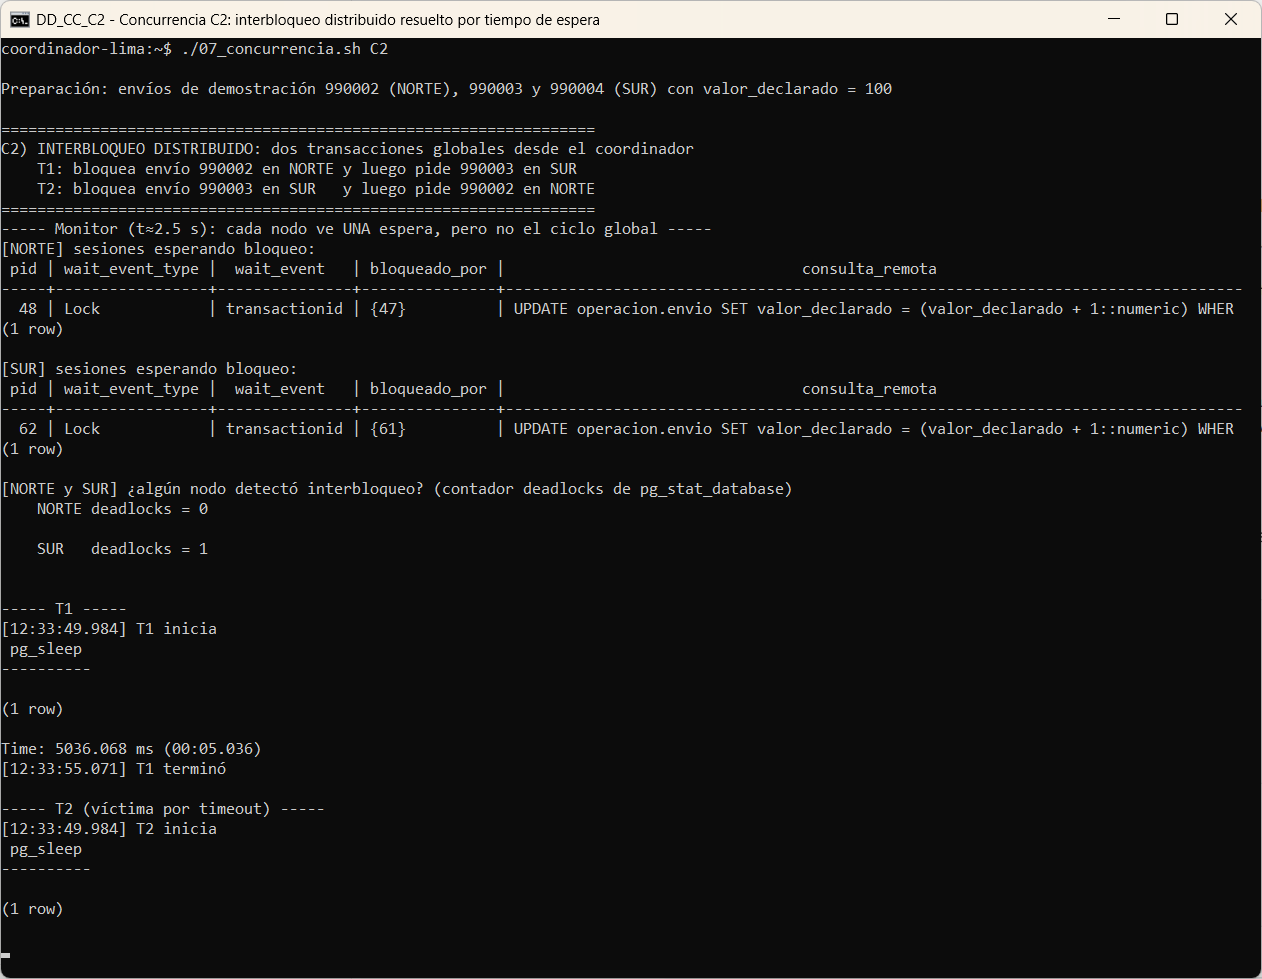 DD_CC_C2 - Concurrencia C2: interbloqueo distribuido resuelto por tiempo de espera
coordinador-lima:~$ ./07_concurrencia.sh C2
Preparación: envíos de demostración 990002 (NORTE), 990003 y 990004 (SUR) con valor_declarado = 100
==================================================================
C2) INTERBLOQUEO DISTRIBUIDO: dos transacciones globales desde el coordinador
    T1: bloquea envío 990002 en NORTE y luego pide 990003 en SUR
    T2: bloquea envío 990003 en SUR   y luego pide 990002 en NORTE
==================================================================
----- Monitor (t≈2.5 s): cada nodo ve UNA espera, pero no el ciclo global -----
[NORTE] sesiones esperando bloqueo:
 pid | wait_event_type |  wait_event   | bloqueado_por |                                 consulta_remota
-----+-----------------+---------------+---------------+----------------------------------------------------------------------------------
  48 | Lock            | transactionid | {47}          | UPDATE operacion.envio SET valor_declarado = (valor_declarado + 1::numeric) WHER
(1 row)
[SUR] sesiones esperando bloqueo:
 pid | wait_event_type |  wait_event   | bloqueado_por |                                 consulta_remota
-----+-----------------+---------------+---------------+----------------------------------------------------------------------------------
  62 | Lock            | transactionid | {61}          | UPDATE operacion.envio SET valor_declarado = (valor_declarado + 1::numeric) WHER
(1 row)
[NORTE y SUR] ¿algún nodo detectó interbloqueo? (contador deadlocks de pg_stat_database)
    NORTE deadlocks = 0
    SUR   deadlocks = 1
----- T1 -----
[12:33:49.984] T1 inicia
 pg_sleep
----------
(1 row)
Time: 5036.068 ms (00:05.036)
[12:33:55.071] T1 terminó
----- T2 (víctima por timeout) -----
[12:33:49.984] T2 inicia
 pg_sleep
----------
(1 row)